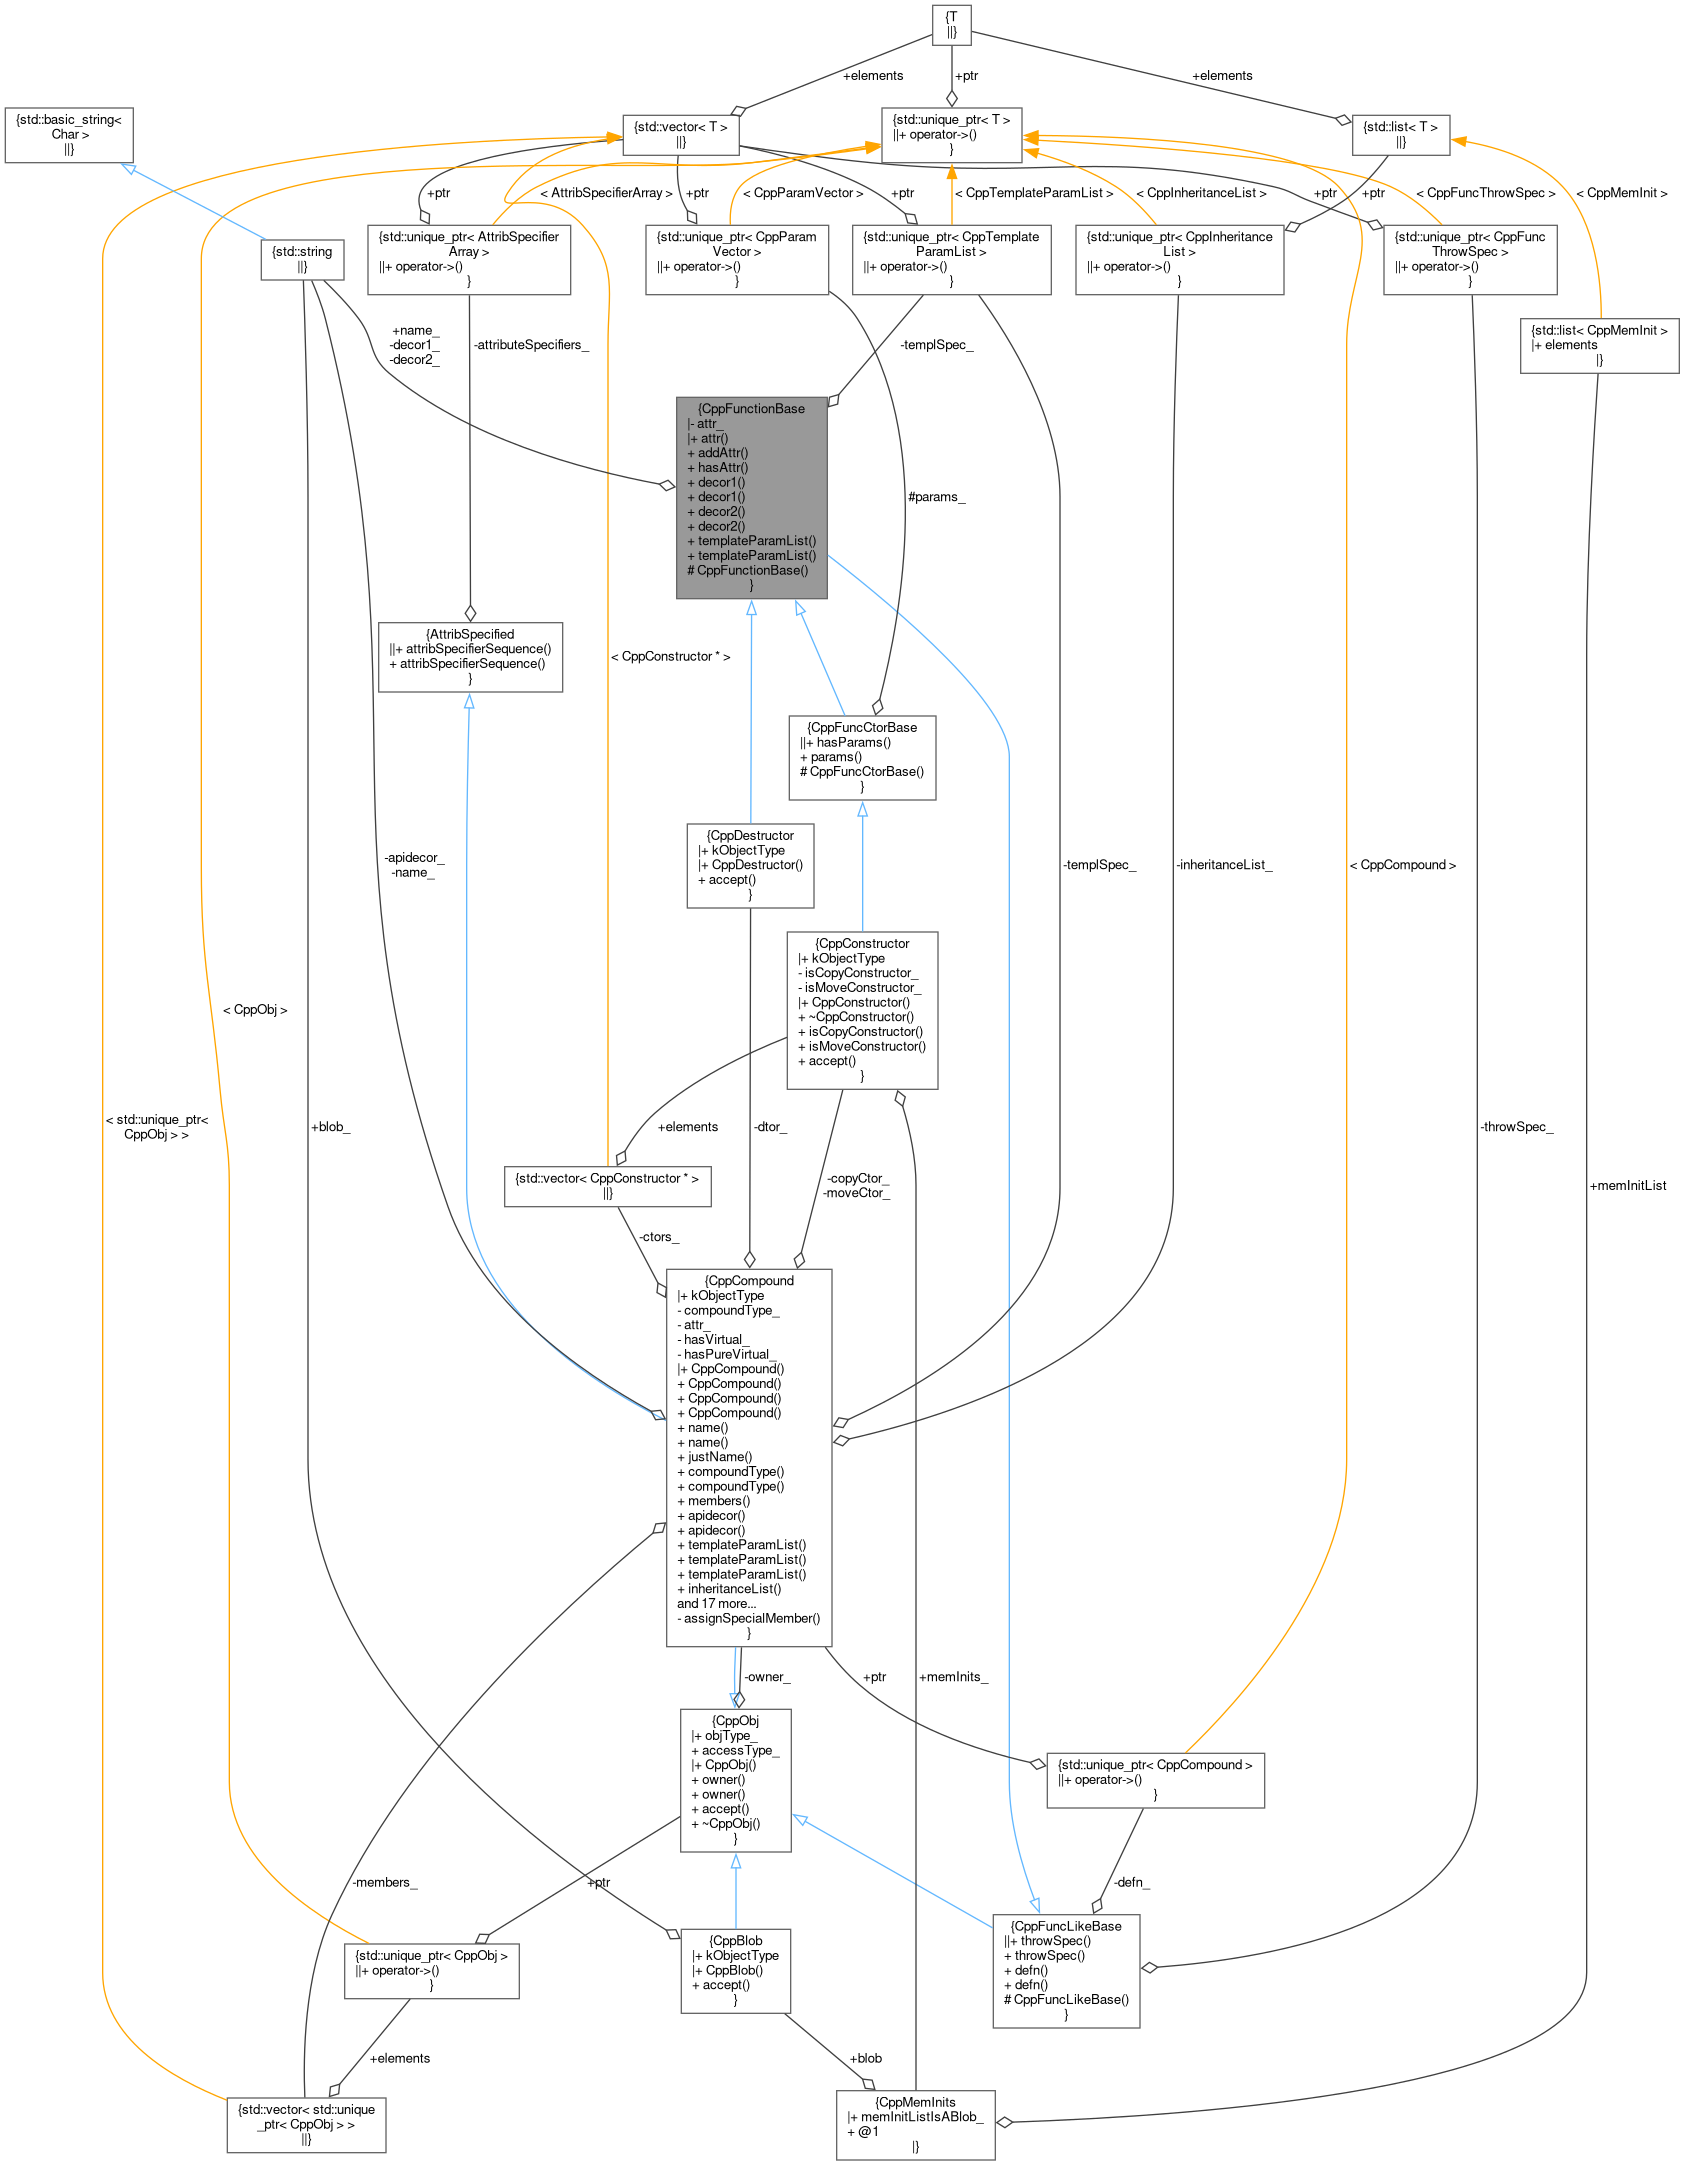 {T
||}
+elements
+ptr
+elements
{std::basic_string<
Char >
||}
{std::vector< T >
||}
{std::unique_ptr< T >
||+ operator->()
}
{std::list< T >
||}
+ptr
< AttribSpecifierArray >
+ptr
< CppParamVector >
+ptr
< CppTemplateParamList >
< CppInheritanceList >
+ptr
+ptr
< CppFuncThrowSpec >
< CppMemInit >
{std::string
||}
{std::unique_ptr< AttribSpecifier
Array >
||+ operator->()
}
{std::unique_ptr< CppParam
Vector >
||+ operator->()
}
{std::unique_ptr< CppTemplate
ParamList >
||+ operator->()
}
{std::unique_ptr< CppInheritance
List >
||+ operator->()
}
{std::unique_ptr< CppFunc
ThrowSpec >
||+ operator->()
}
{std::list< CppMemInit >
|+ elements
|}
+name_
-decor1_
-decor2_
-attributeSpecifiers_
-templSpec_
{CppFunctionBase
|- attr_
|+ attr()
+ addAttr()
+ hasAttr()
+ decor1()
+ decor1()
+ decor2()
+ decor2()
+ templateParamList()
+ templateParamList()
# CppFunctionBase()
}
#params_
{AttribSpecified
||+ attribSpecifierSequence()
+ attribSpecifierSequence()
}
< CppConstructor * >
{CppFuncCtorBase
||+ hasParams()
+ params()
# CppFuncCtorBase()
}
-apidecor_
-name_
{CppDestructor
|+ kObjectType
|+ CppDestructor()
+ accept()
}
-templSpec_
-inheritanceList_
< CppCompound >
{CppConstructor
|+ kObjectType
- isCopyConstructor_
- isMoveConstructor_
|+ CppConstructor()
+ ~CppConstructor()
+ isCopyConstructor()
+ isMoveConstructor()
+ accept()
}
< CppObj >
< std::unique_ptr<
CppObj > >
+blob_
+elements
-dtor_
-throwSpec_
{std::vector< CppConstructor * >
||}
-copyCtor_
-moveCtor_
+memInitList
-ctors_
{CppCompound
|+ kObjectType
- compoundType_
- attr_
- hasVirtual_
- hasPureVirtual_
|+ CppCompound()
+ CppCompound()
+ CppCompound()
+ CppCompound()
+ name()
+ name()
+ justName()
+ compoundType()
+ compoundType()
+ members()
+ apidecor()
+ apidecor()
+ templateParamList()
+ templateParamList()
+ templateParamList()
+ inheritanceList()
and 17 more...
- assignSpecialMember()
}
-owner_
+ptr
+memInits_
{CppObj
|+ objType_
+ accessType_
|+ CppObj()
+ owner()
+ owner()
+ accept()
+ ~CppObj()
}
{std::unique_ptr< CppCompound >
||+ operator->()
}
-members_
+ptr
-defn_
{std::unique_ptr< CppObj >
||+ operator->()
}
{CppBlob
|+ kObjectType
|+ CppBlob()
+ accept()
}
{CppFuncLikeBase
||+ throwSpec()
+ throwSpec()
+ defn()
+ defn()
# CppFuncLikeBase()
}
+elements
+blob
{std::vector< std::unique
_ptr< CppObj > >
||}
{CppMemInits
|+ memInitListIsABlob_
+ @1
|}